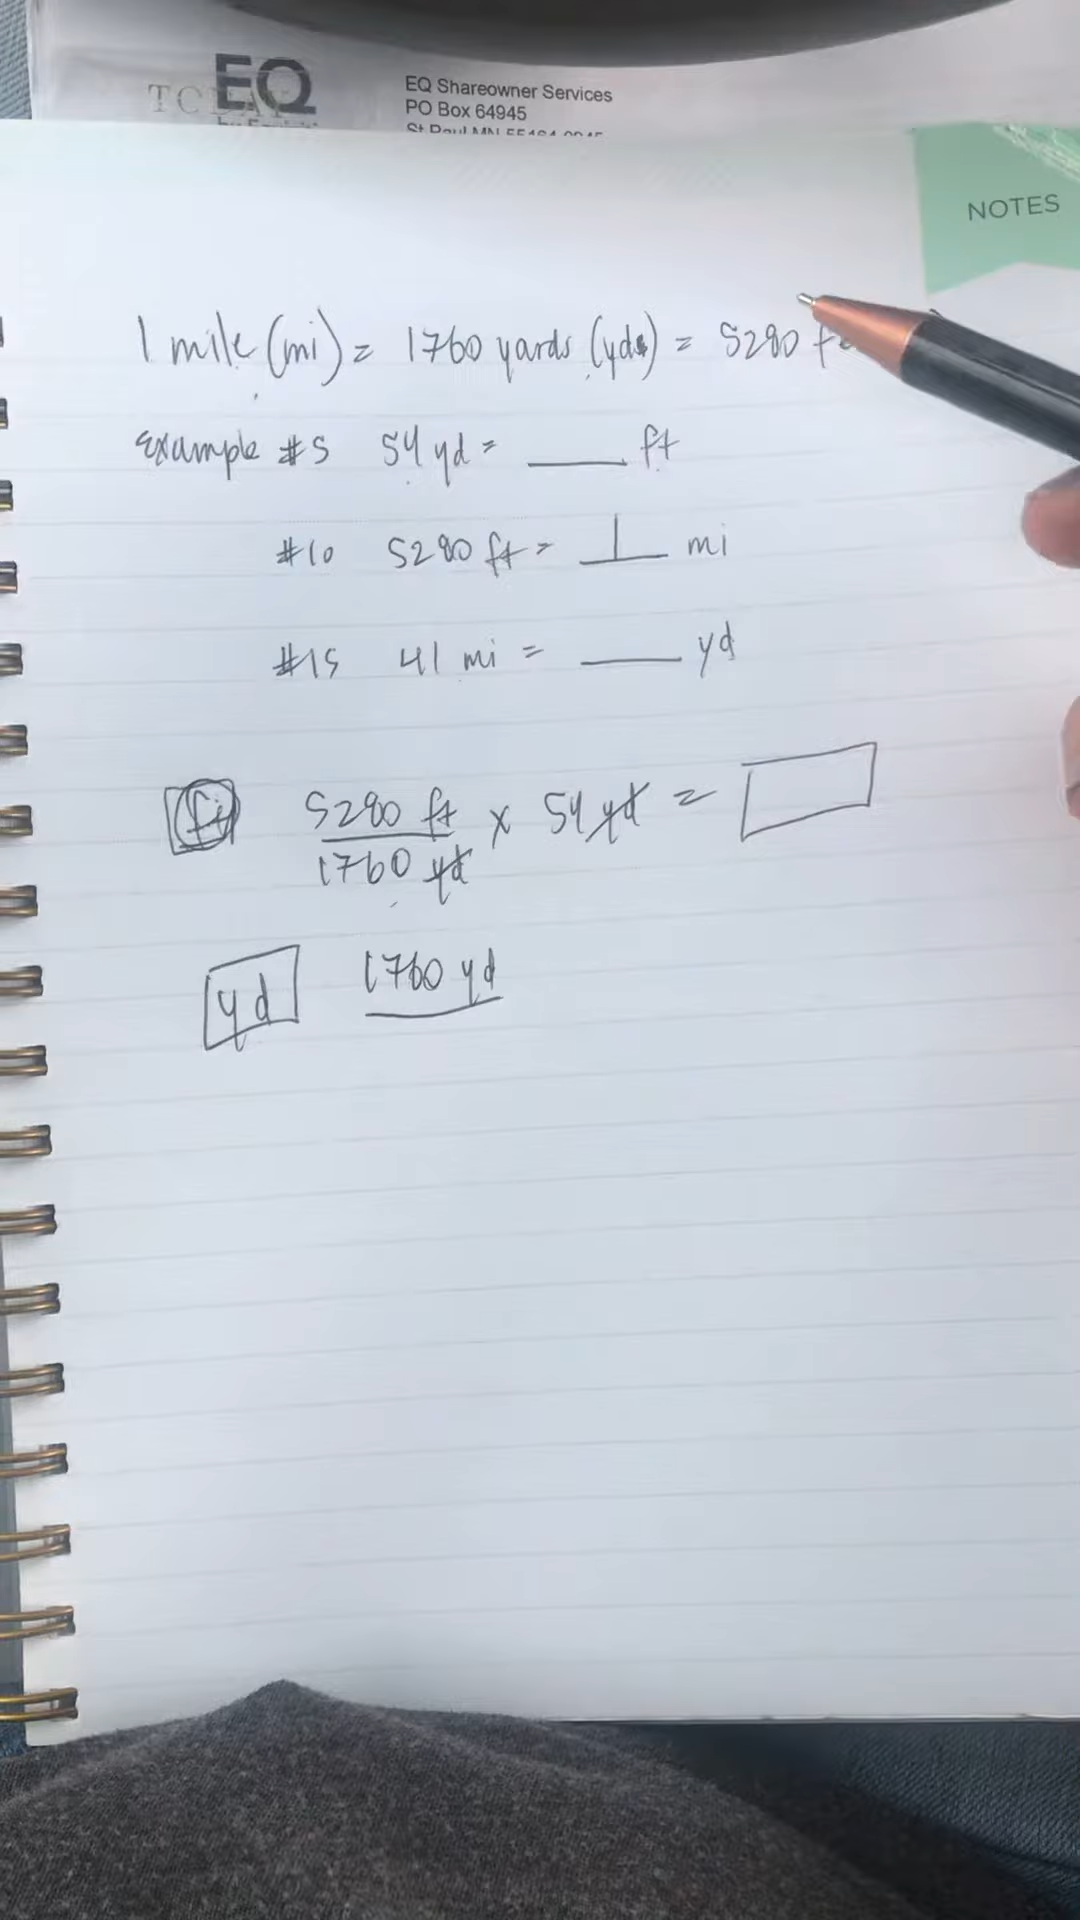 EQ
EQ Shareowner Services
PO Box 64945
NOTES
1 mile (mi) = 1760 yards (yds) = 5280
Example #5 54 yd = ___ ft
#10 5280 ft = 1 mi
#15 41 mi = ___ yd
ft 5280 ft / 1760 yd × 54 yd =
yd 1760 yd